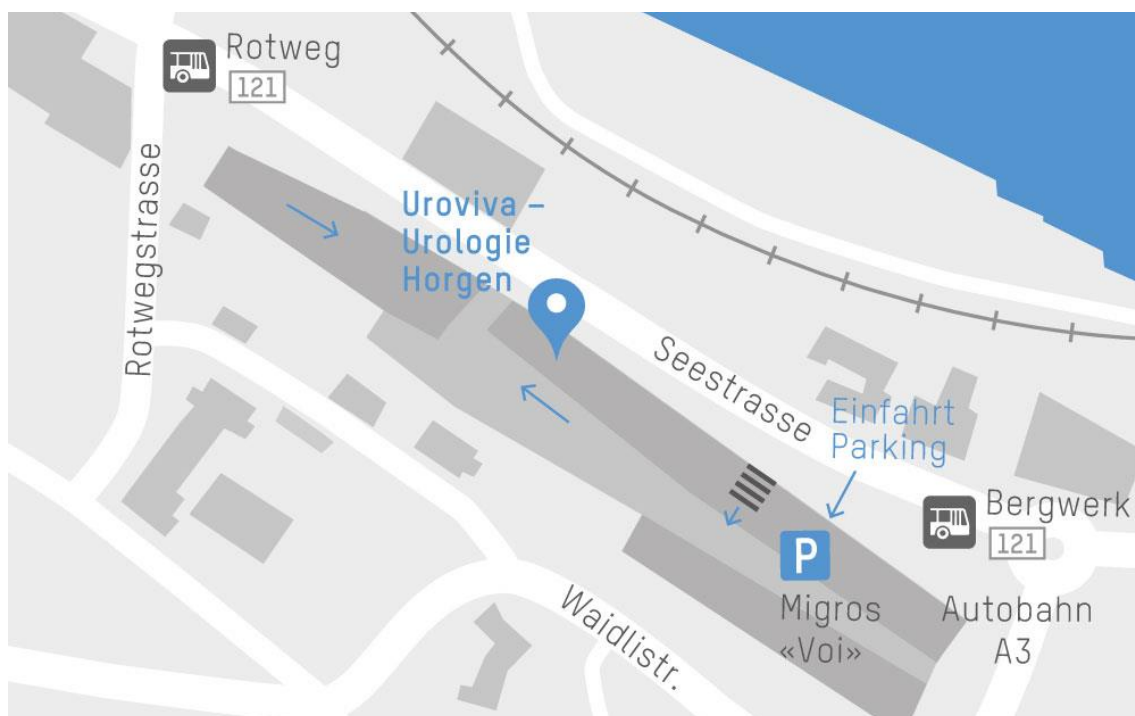 Rotweg
121
Rotwegstrasse
Uroviva –
Urologie
Horgen
Seestrasse
Einfahrt
Parking
Bergwerk
121
P
Migros
«Voi»
Autobahn
A3
Waidlistr.